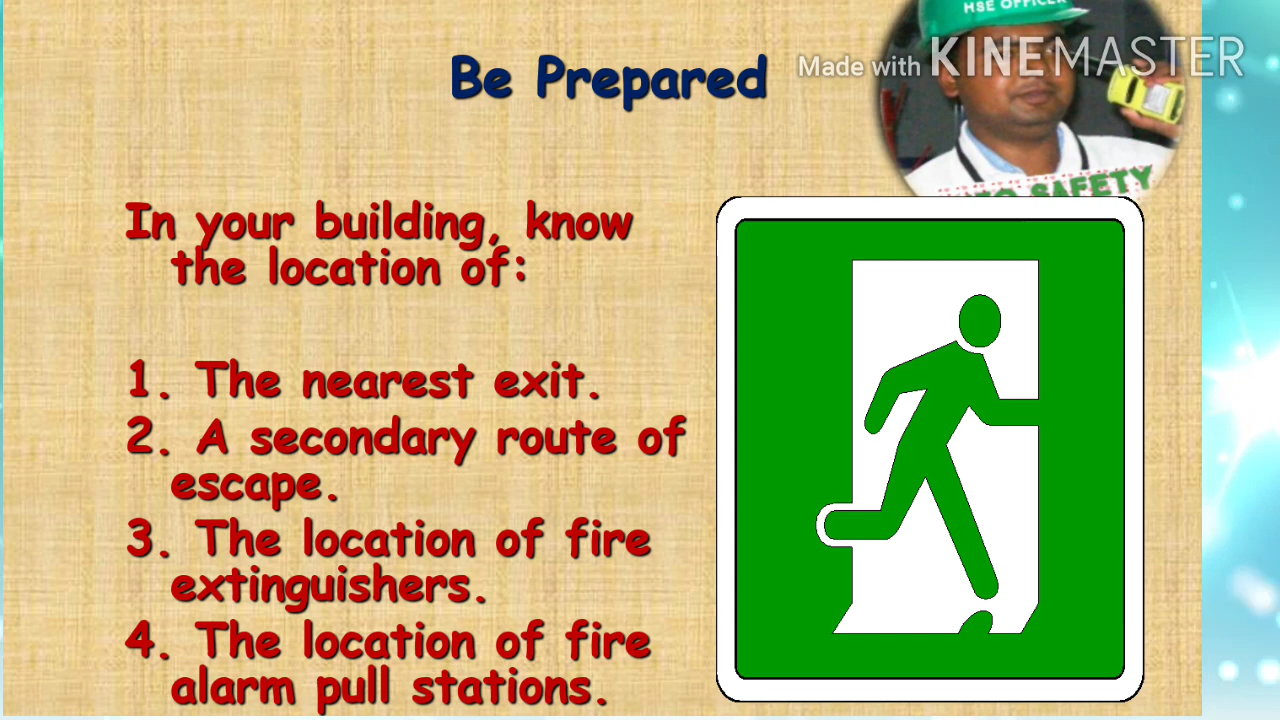 HSE OFFICER
Made with KINEMASTER
Be Prepared
SAFETY
In your building, know
the location of:
1. The nearest exit.
2. A secondary route of
escape.
3. The location of fire
extinguishers.
4. The location of fire
alarm pull stations.